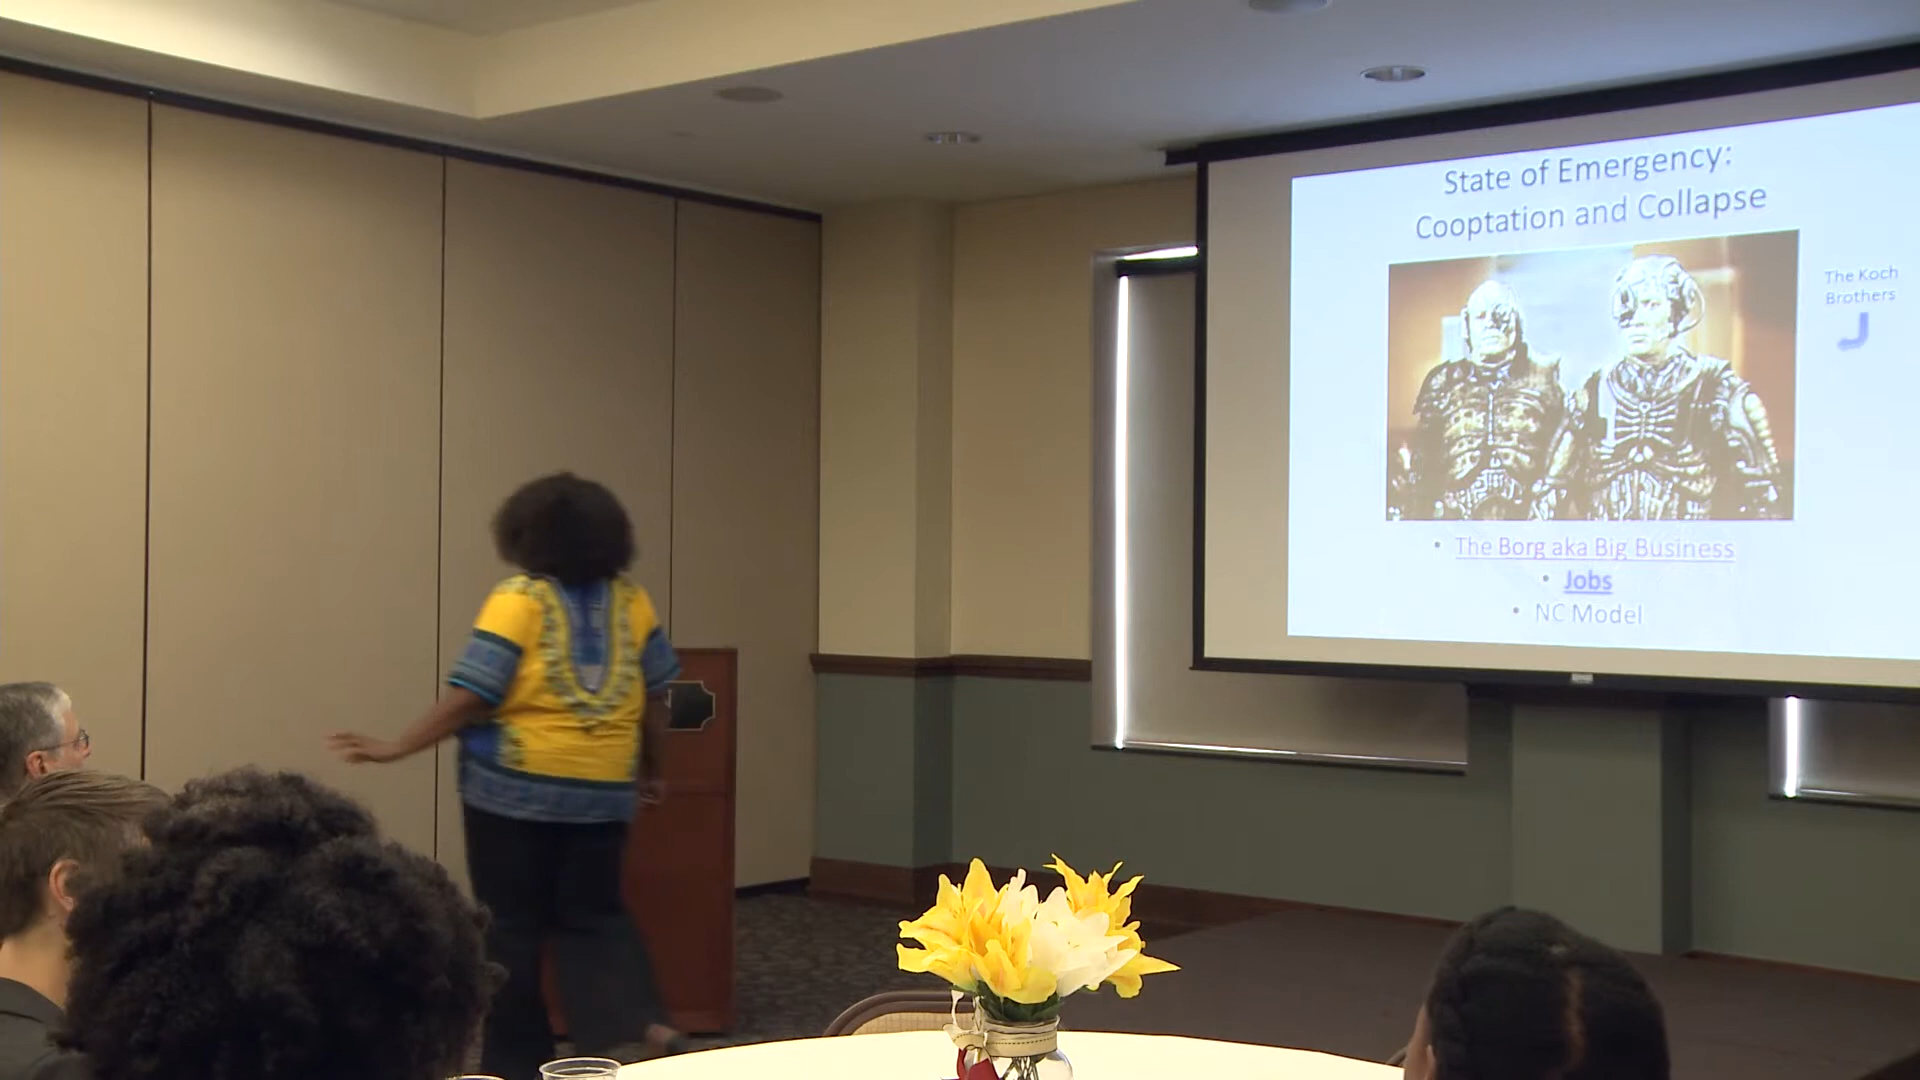 State of Emergency:
Cooptation and Collapse
The Koch
Brothers
• The Borg aka Big Business
• Jobs
• NC Model